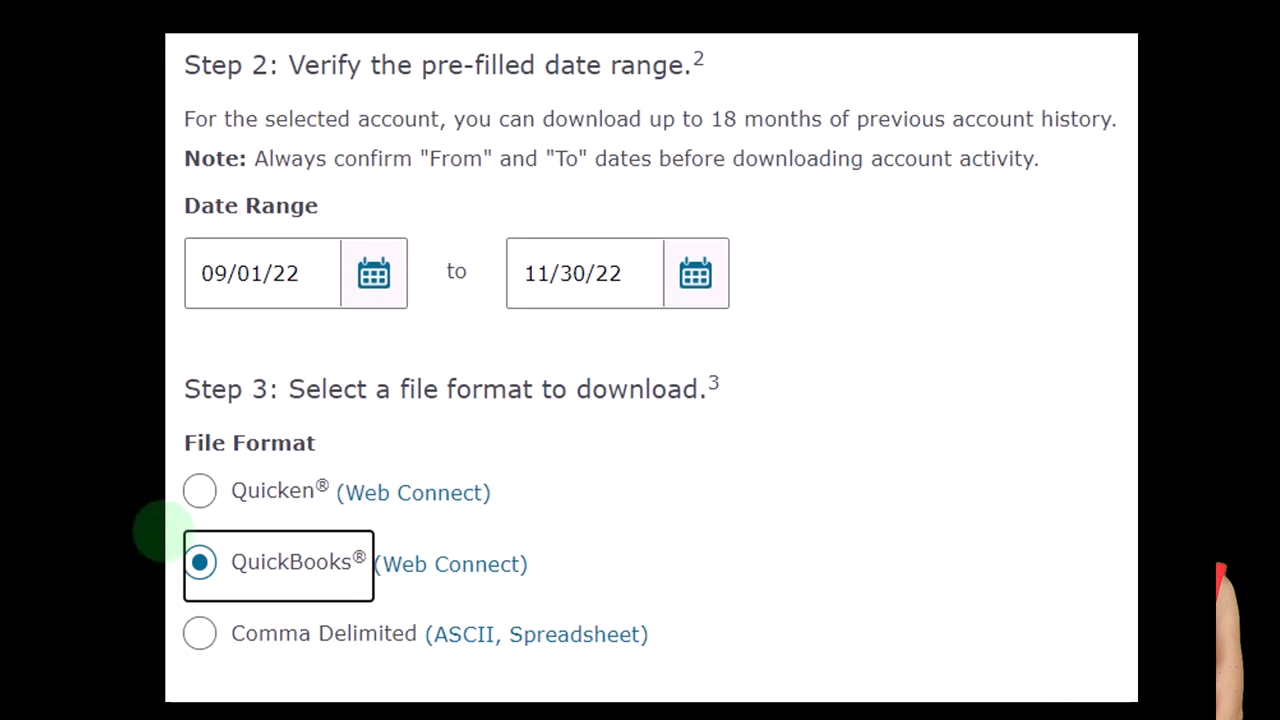 Step 2: Verify the pre-filled date range.2
For the selected account, you can download up to 18 months of previous account history.
Note: Always confirm "From" and "To" dates before downloading account activity.
Date Range
09/01/22 to 11/30/22
Step 3: Select a file format to download.3
File Format
Quicken® (Web Connect)
QuickBooks® (Web Connect)
Comma Delimited (ASCII, Spreadsheet)